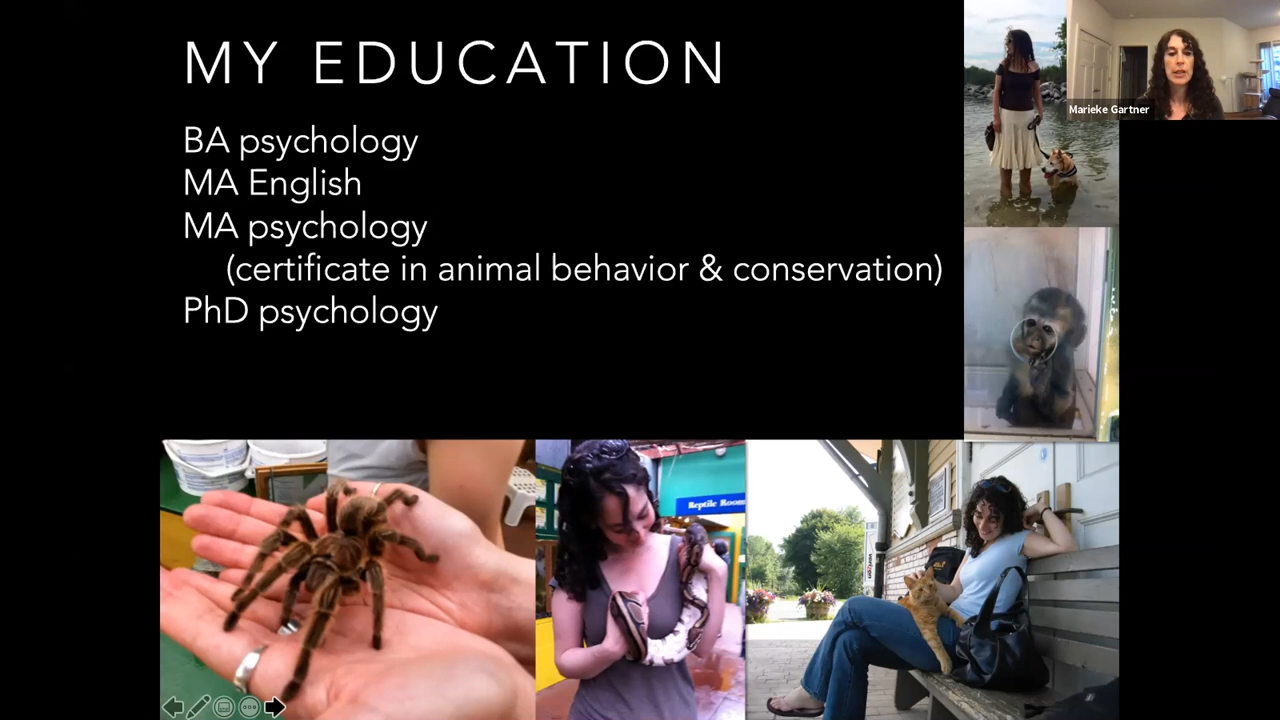 MY EDUCATION
BA psychology
MA English
MA psychology
(certificate in animal behavior & conservation)
PhD psychology
Marieke Gartner
Reptile Room